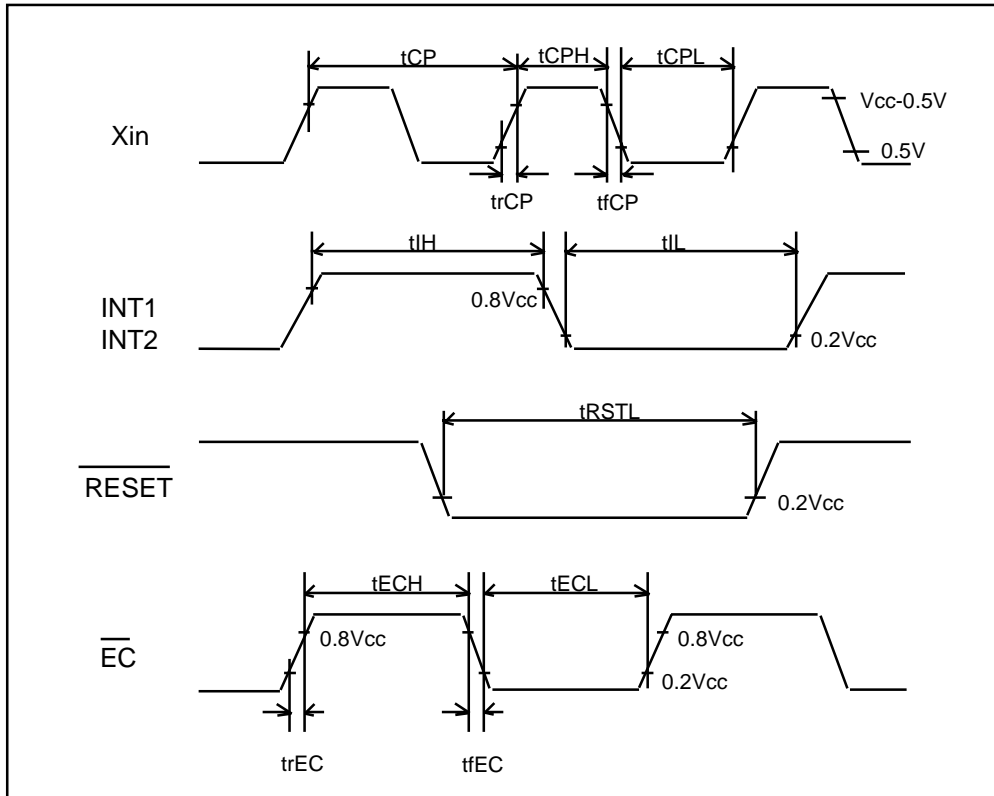 tCP tCPH tCPL
Xin
Vcc-0.5V
0.5V
trCP tfCP
tIH tIL
INT1
INT2
0.8Vcc
0.2Vcc
tRSTL
RESET
0.2Vcc
tECH tECL
EC
0.8Vcc
0.8Vcc
0.2Vcc
trEC tfEC